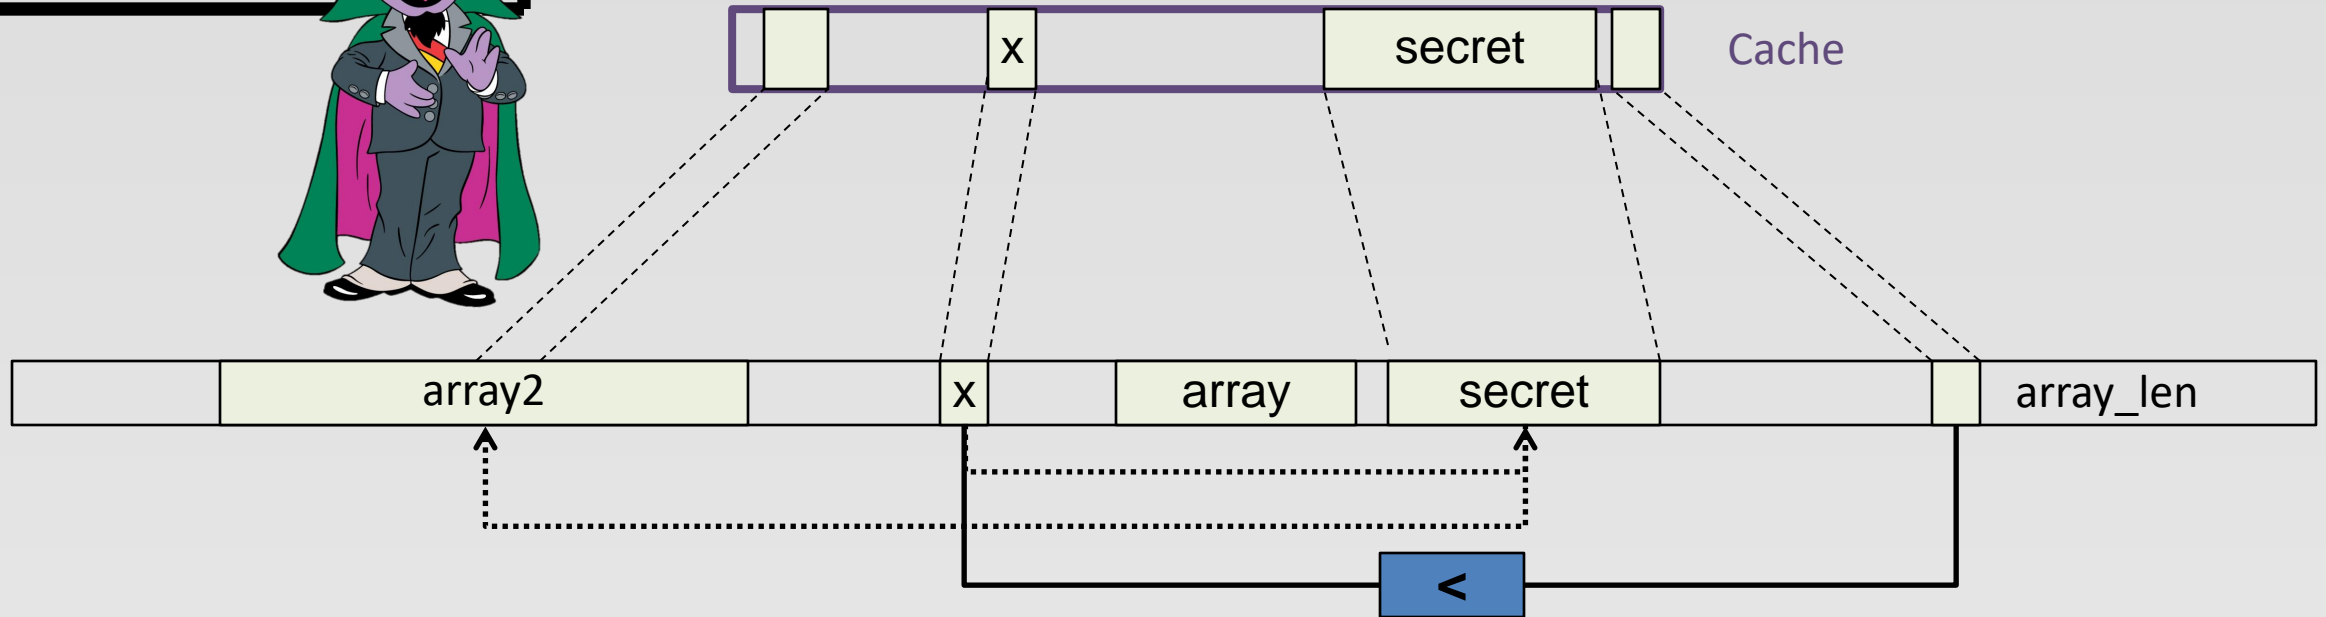 x
secret
Cache
array2
x
array
secret
array_len
<